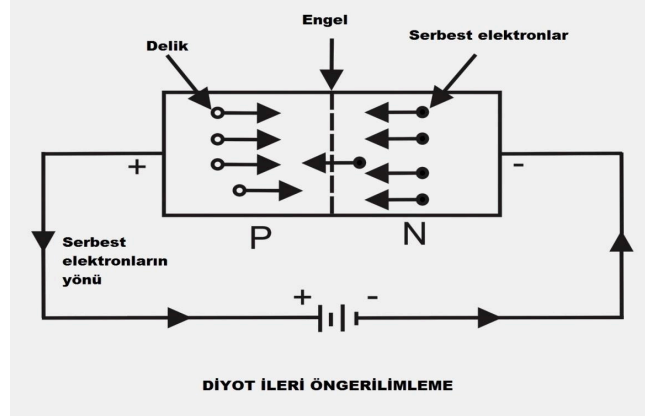 Engel
Delik
Serbest elektronlar
+
-
P
N
Serbest
elektronların
yönü
+
-
DİYOT İLERİ ÖNGERİLİMLEME